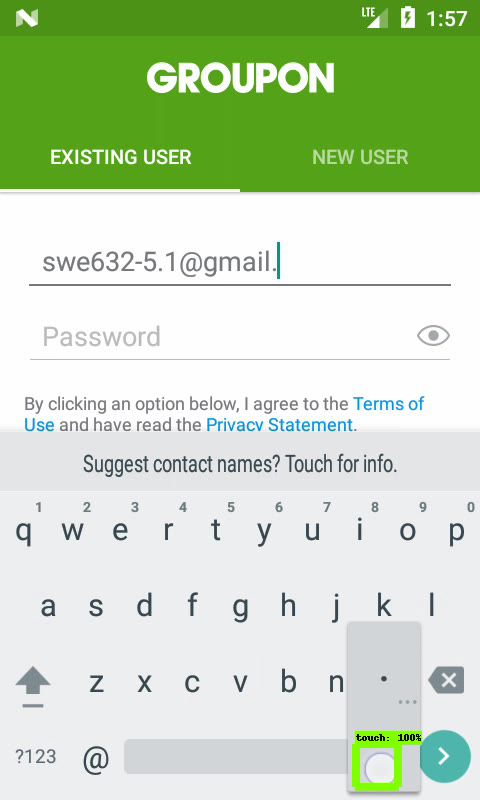 LTE 1:57
GROUPON
EXISTING USER NEW USER
swe632-5.1@gmail.
Password
By clicking an option below, I agree to the Terms of
Use and have read the Privacy Statement.
Suggest contact names? Touch for info.
1 2 3 4 5 6 7 8 9 0
q w e r t y u i o p
a s d f g h j k l
z x c v b n . ...
touch: 100%
?123 @